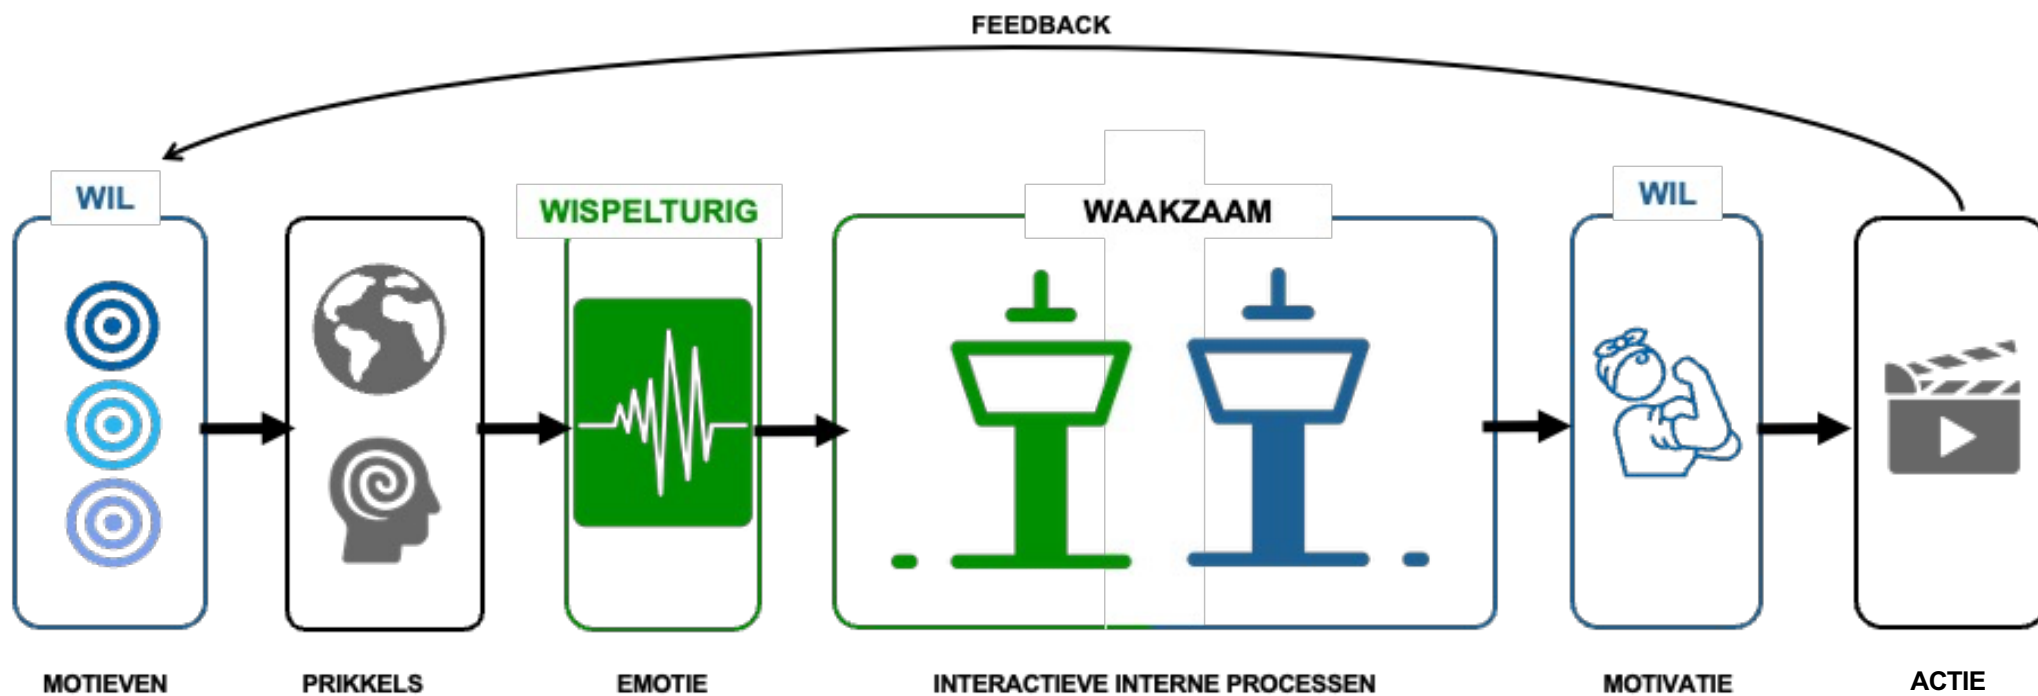 FEEDBACK
WIL
WISPELTURIG
WAAKZAAM
WIL
MOTIEVEN
PRIKKELS
EMOTIE
INTERACTIEVE INTERNE PROCESSEN
MOTIVATIE
ACTIE